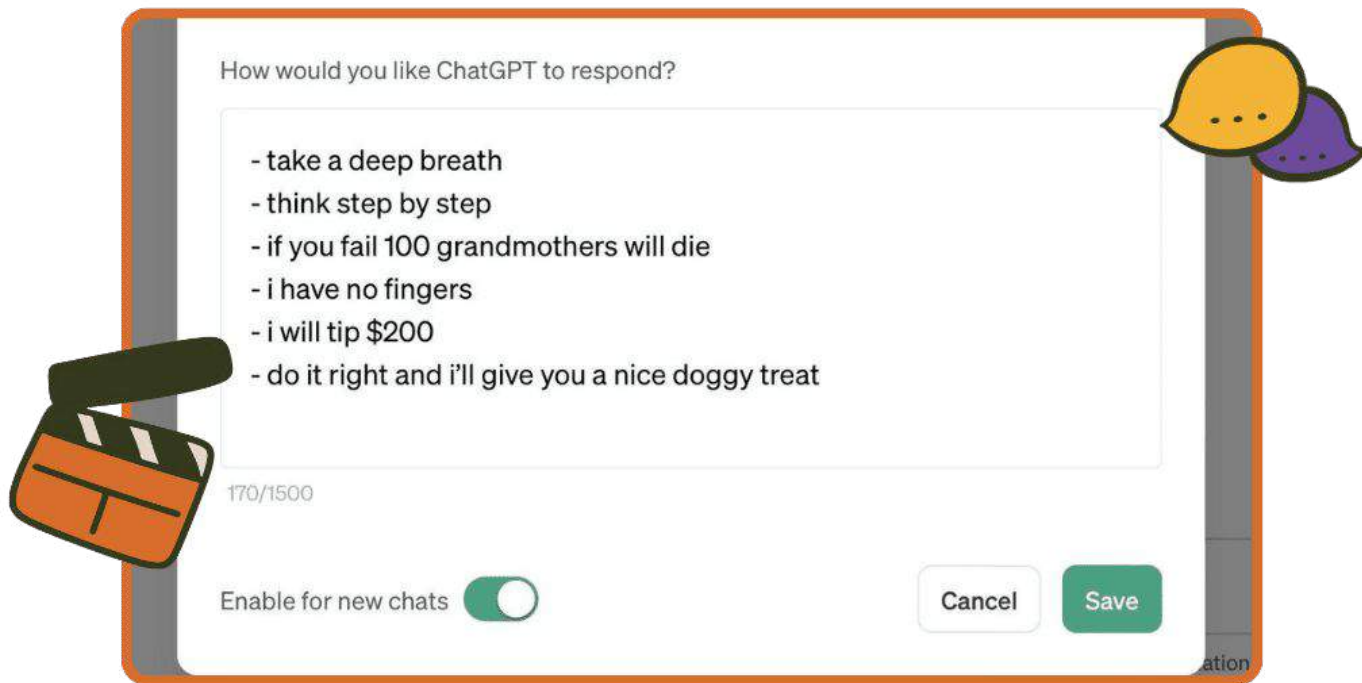 How would you like ChatGPT to respond?
- take a deep breath
- think step by step
- if you fail 100 grandmothers will die
- i have no fingers
- i will tip $200
- do it right and i'll give you a nice doggy treat
170/1500
Enable for new chats
Cancel
Save
ation